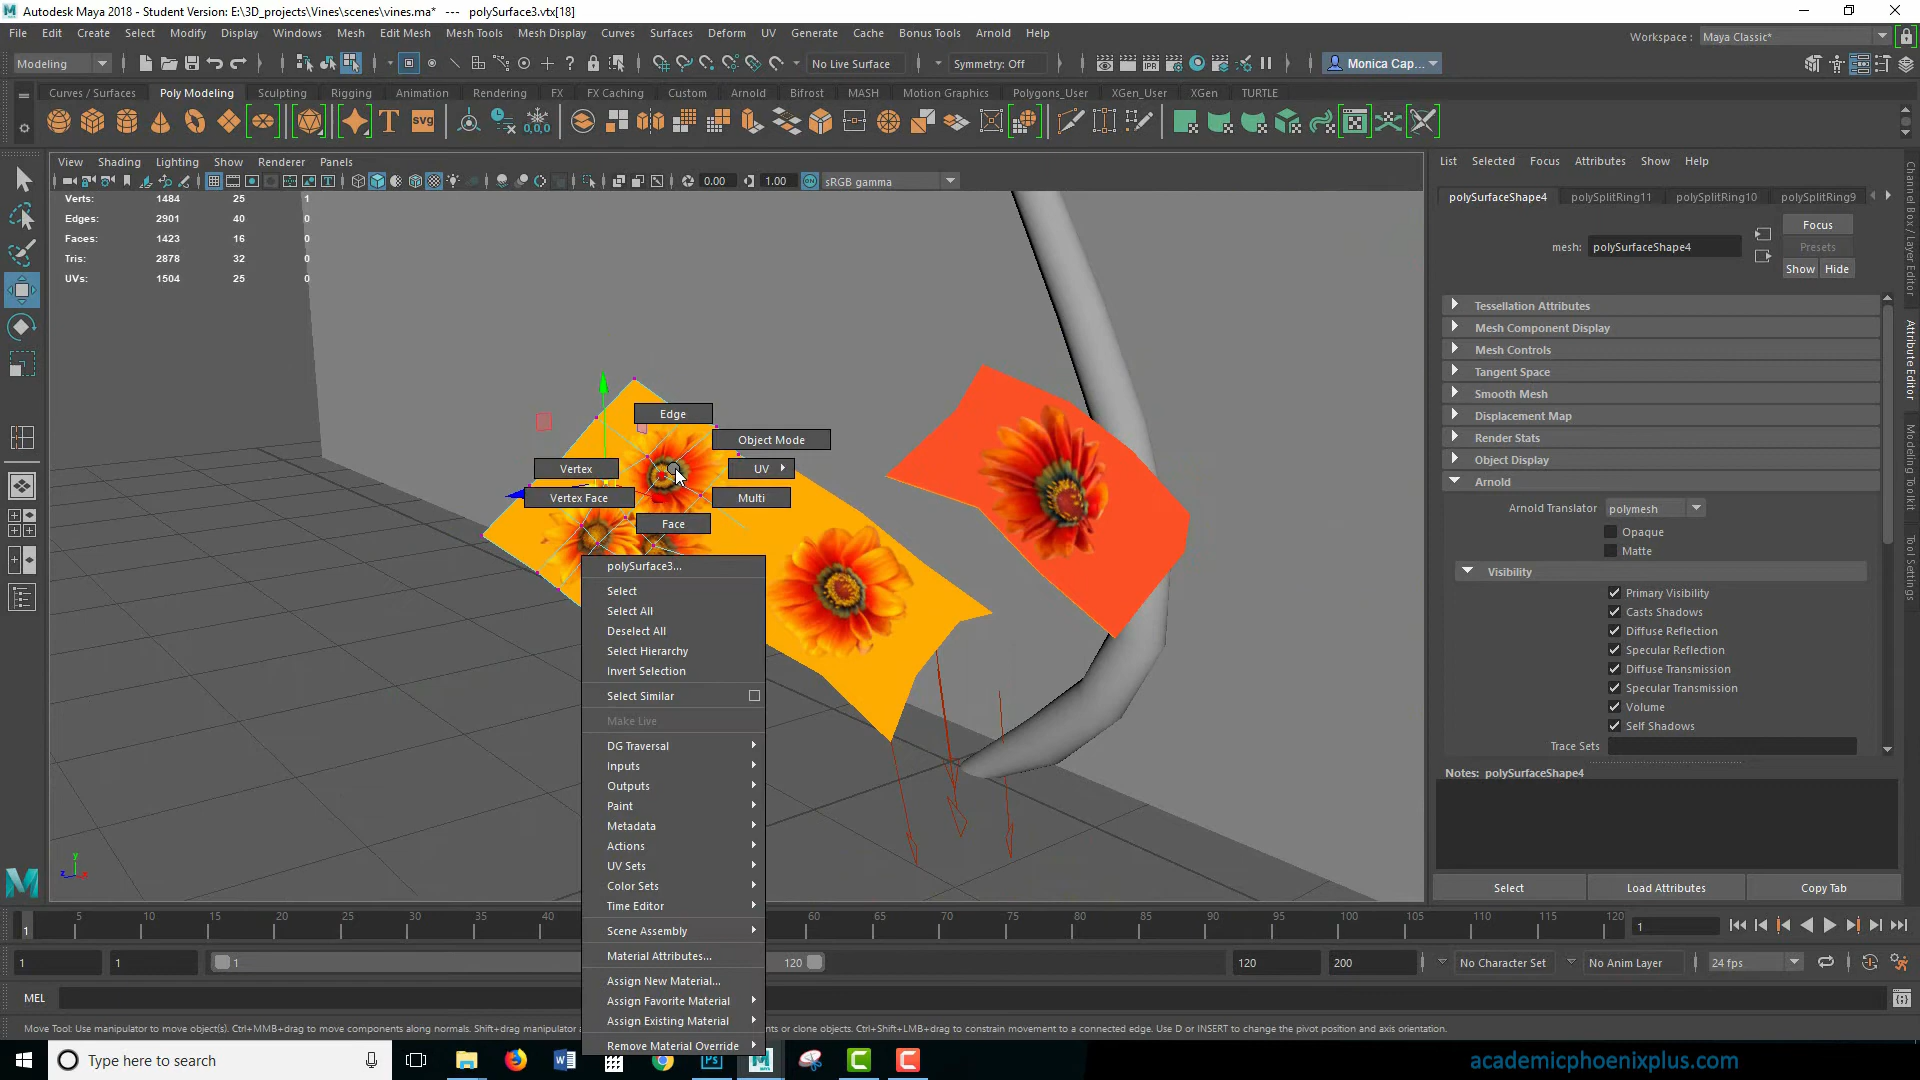 Autodesk Maya 2018 - Student Version: E:\3D_projects\Vines\scenes\vines.ma* --- polySurface3.vtx[18]
File Edit Create Select Modify Display Windows Mesh Edit Mesh Mesh Tools Mesh Display Curves Surfaces Deform UV Generate Cache Bonus Tools Arnold Help
Workspace : Maya Classic*
Modeling No Live Surface Symmetry: Off Monica Cap...
Curves / Surfaces Poly Modeling Sculpting Rigging Animation Rendering FX FX Caching Custom Arnold Bifrost MASH Motion Graphics Polygons_User XGen_User XGen TURTLE
T svg 0,0,0
View Shading Lighting Show Renderer Panels
0.00 1.00 sRGB gamma
Verts: 1484 25 1
Edges: 2901 40 0
Faces: 1423 16 0
Tris: 2878 32 0
UVs: 1504 25 0
Edge
Object Mode
Vertex
UV
Vertex Face
Multi
Face
polySurface3...
Select
Select All
Deselect All
Select Hierarchy
Invert Selection
Select Similar
Make Live
DG Traversal
Inputs
Outputs
Paint
Metadata
Actions
UV Sets
Color Sets
Time Editor
Scene Assembly
Material Attributes...
Assign New Material...
Assign Favorite Material
Assign Existing Material
Remove Material Override
y
z
List Selected Focus Attributes Show Help
polySurfaceShape4 polySplitRing11 polySplitRing10 polySplitRing9
mesh: polySurfaceShape4
Focus
Presets
Show Hide
Tessellation Attributes
Mesh Component Display
Mesh Controls
Tangent Space
Smooth Mesh
Displacement Map
Render Stats
Object Display
Arnold
Arnold Translator polymesh
Opaque
Matte
Visibility
Primary Visibility
Casts Shadows
Diffuse Reflection
Specular Reflection
Diffuse Transmission
Specular Transmission
Volume
Self Shadows
Trace Sets
Notes: polySurfaceShape4
Select Load Attributes Copy Tab
Channel Box / Layer Editor
Attribute Editor
Modeling Toolkit
Tool Settings
5 10 15 20 25 30 35 40 60 65 70 75 80 85 90 95 100 105 110 115 120
1
1
1 1 1 120 120 200 No Character Set No Anim Layer 24 fps
MEL
Move Tool: Use manipulator to move object(s). Ctrl+MMB+drag to move components along normals. Shift+drag manipulator a
nts or clone objects. Ctrl+Shift+LMB+drag to constrain movement to a connected edge. Use D or INSERT to change the pivot position and axis orientation.
Type here to search
academicphoenixplus.com